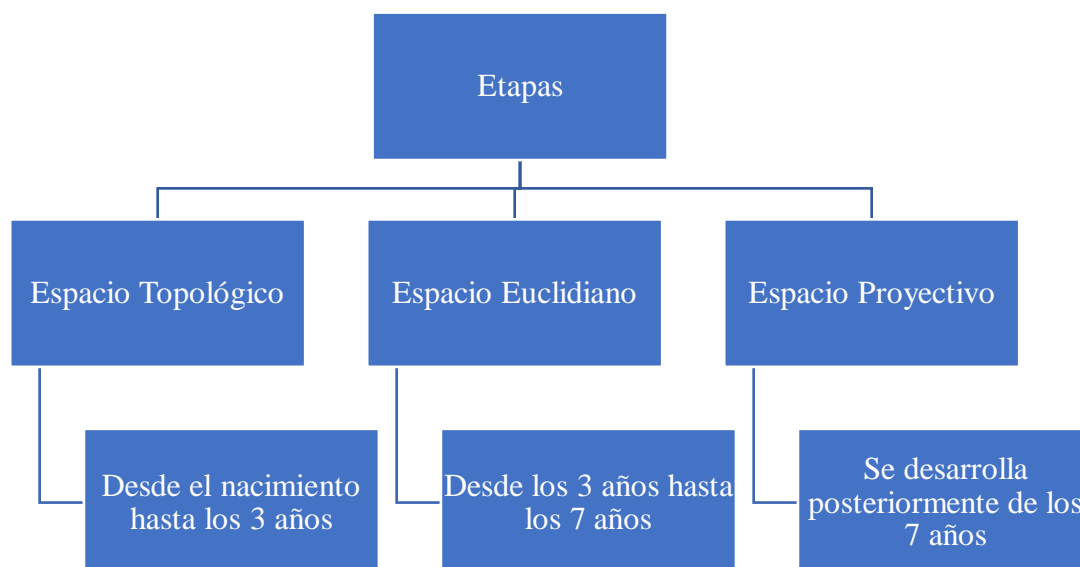 Etapas
Espacio Topológico
Espacio Euclidiano
Espacio Proyectivo
Desde el nacimiento
hasta los 3 años
Desde los 3 años hasta
los 7 años
Se desarrolla
posteriormente de los
7 años